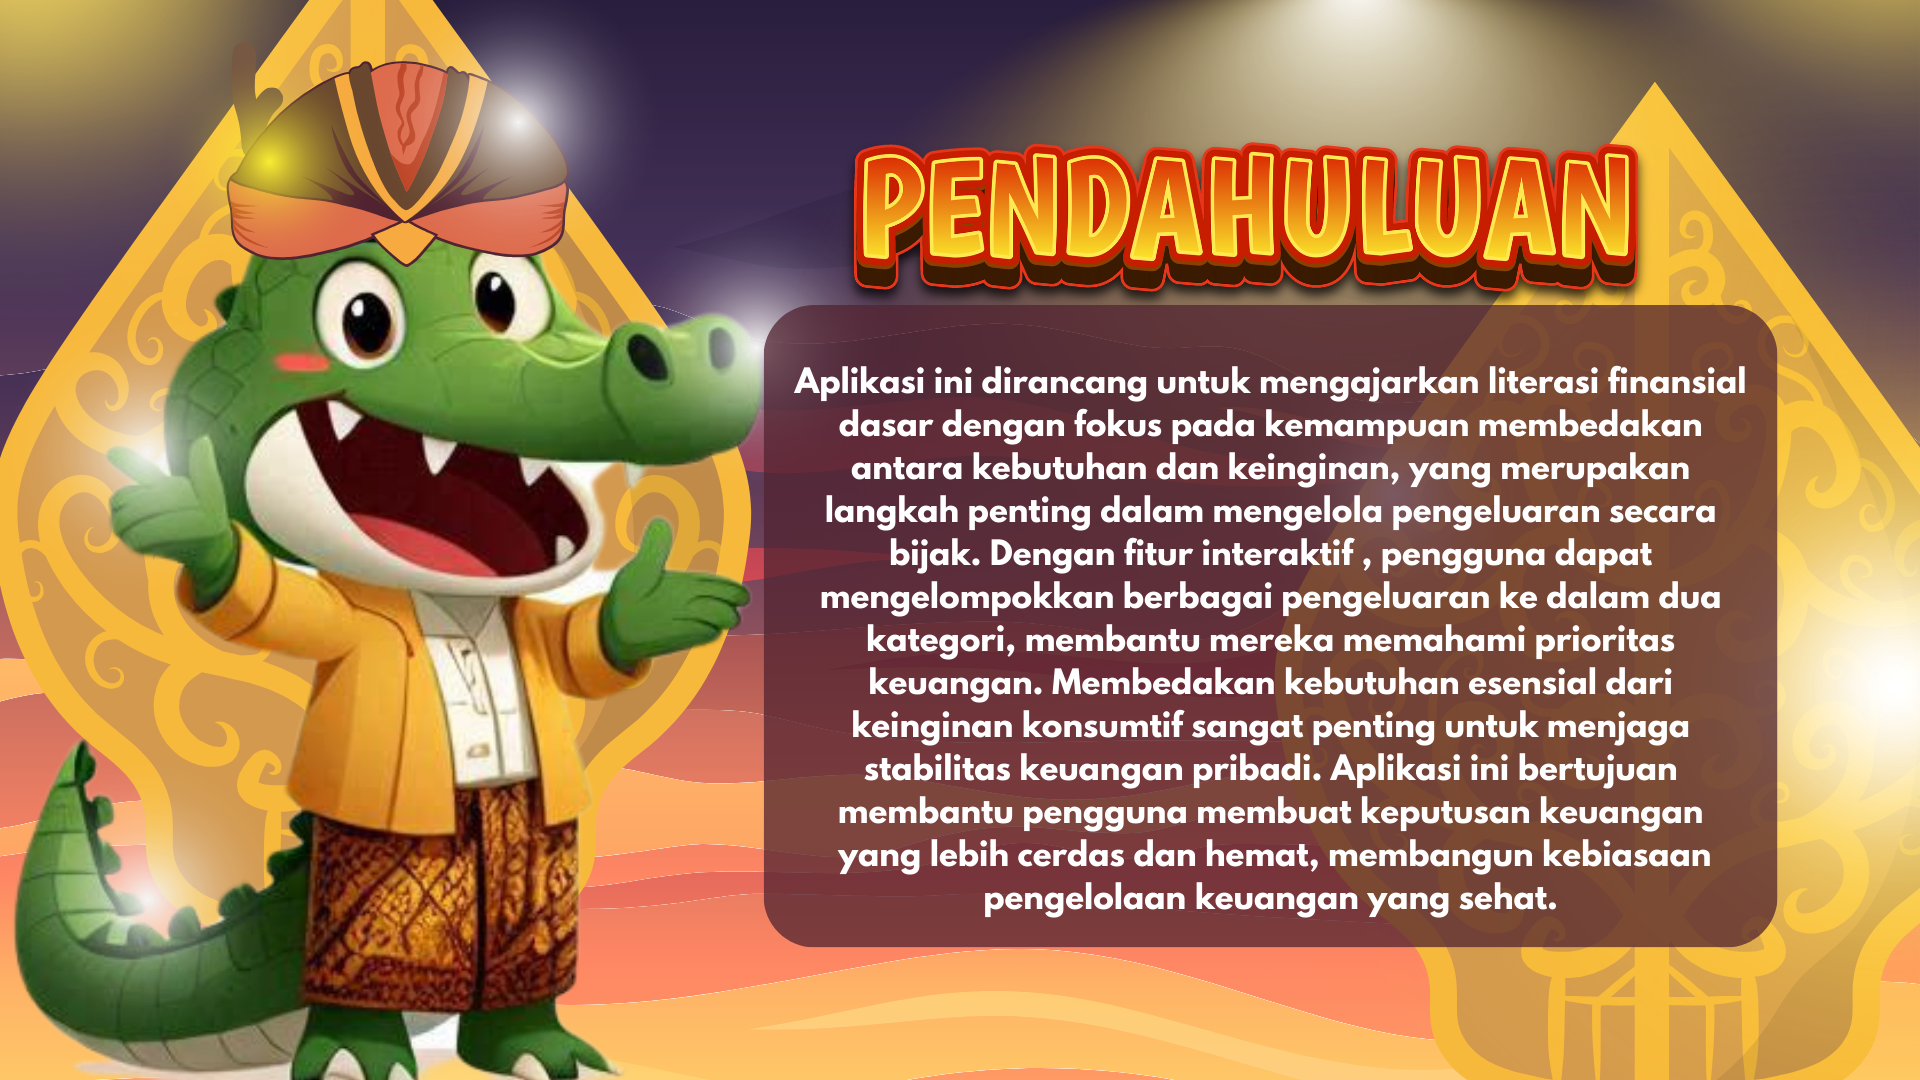 PENDAHULUAN
Aplikasi ini dirancang untuk mengajarkan literasi finansial
dasar dengan fokus pada kemampuan membedakan
antara kebutuhan dan keinginan, yang merupakan
langkah penting dalam mengelola pengeluaran secara
bijak. Dengan fitur interaktif , pengguna dapat
mengelompokkan berbagai pengeluaran ke dalam dua
kategori, membantu mereka memahami prioritas
keuangan. Membedakan kebutuhan esensial dari
keinginan konsumtif sangat penting untuk menjaga
stabilitas keuangan pribadi. Aplikasi ini bertujuan
membantu pengguna membuat keputusan keuangan
yang lebih cerdas dan hemat, membangun kebiasaan
pengelolaan keuangan yang sehat.